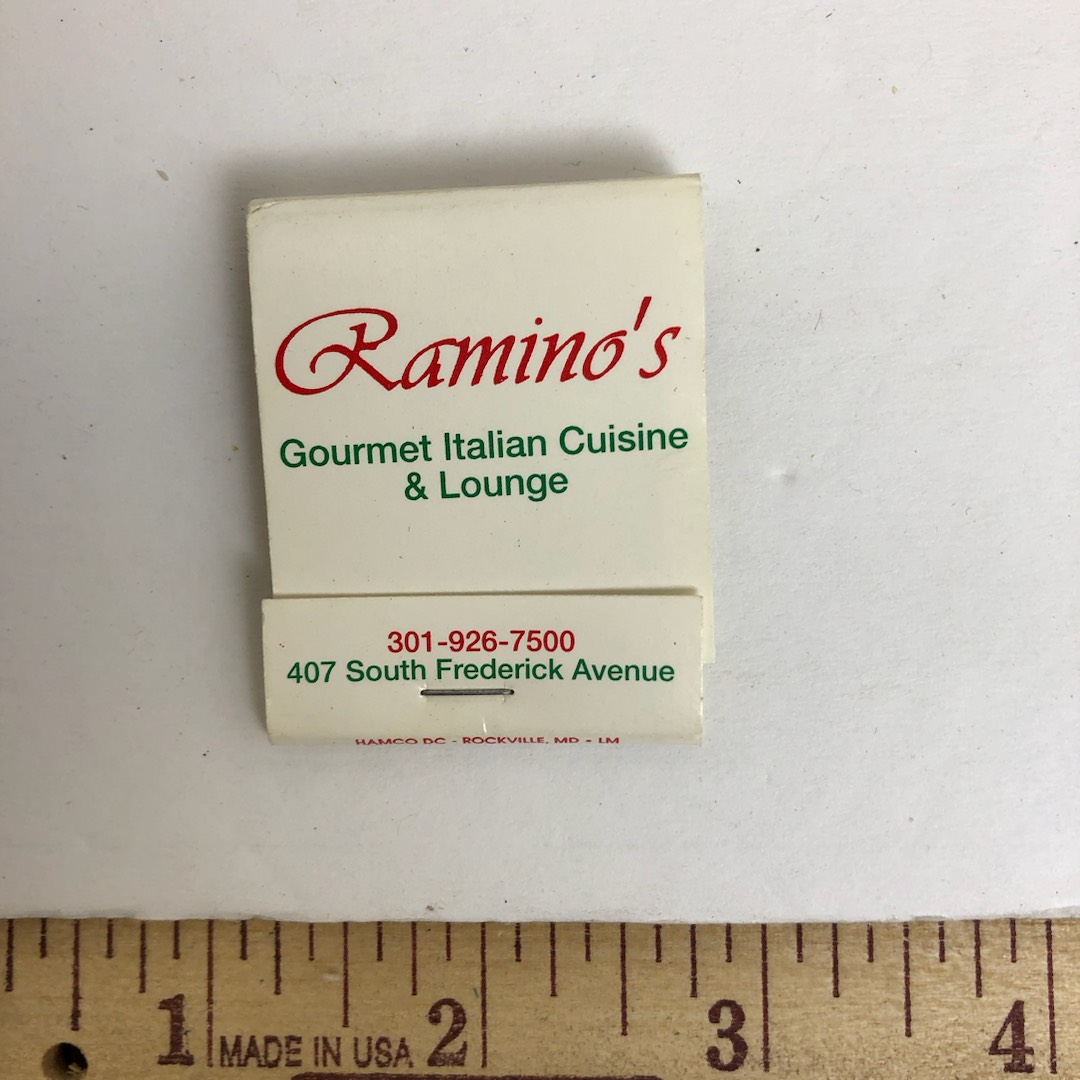 Ramino's
Gourmet Italian Cuisine
& Lounge
301-926-7500
407 South Frederick Avenue
HAMCO DC - ROCKVILLE, MD - LM
1 MADE IN USA 2 3 4